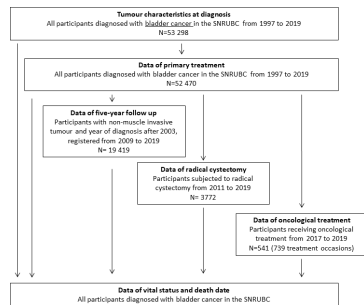 Tumour characteristics at diagnosis
All participants diagnosed with bladder cancer in the SNRUBC from 1997 to 2019
N=53 298
Data of primary treatment
All participants diagnosed with bladder cancer in the SNRUBC from 1997 to 2019
N=52 470
Data of five-year follow up
Participants with non-muscle invasive
tumour and year of diagnosis after 2003,
registered from 2009 to 2019
N= 19 419
Data of radical cystectomy
Participants subjected to radical
cystectomy from 2011 to 2019
N= 3772
Data of oncological treatment
Participants receiving oncological
treatment from 2017 to 2019
N=541 (739 treatment occasions)
Data of vital status and death date
All participants diagnosed with bladder cancer in the SNRUBC